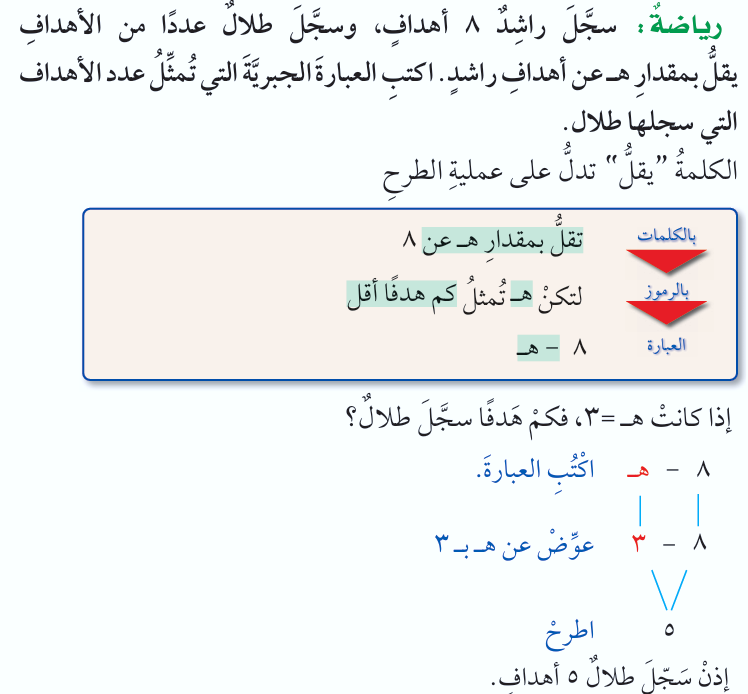 رياضةٌ: سجَّلَ راشِدٌ ٨ أهدافٍ، وسجَّلَ طلالٌ عددًا من الأهدافِ
يقلُّ بمقدارِ هـ عن أهدافِ راشدٍ. اكتبِ العبارةَ الجبريَّةَ التي تُمثِّلُ عدد الأهداف
التي سجلها طلال.
الكلمةُ "يقلُّ" تدلُّ على عمليةِ الطرحِ
بالكلمات تقلُّ بمقدارِ هـ عن ٨
بالرموز لتكنْ هـ تُمثلُ كم هدفًا أقل
العبارة ٨ – هـ
إذا كانتْ هـ =٣، فكمْ هَدفًا سجَّلَ طلالٌ؟
٨ – هـ اكْتُبِ العبارةَ.
٨ – ٣ عوِّضْ عن هـ بـ ٣
٥ اطرحْ
إذنْ سَجّلَ طلالٌ ٥ أهدافٍ.